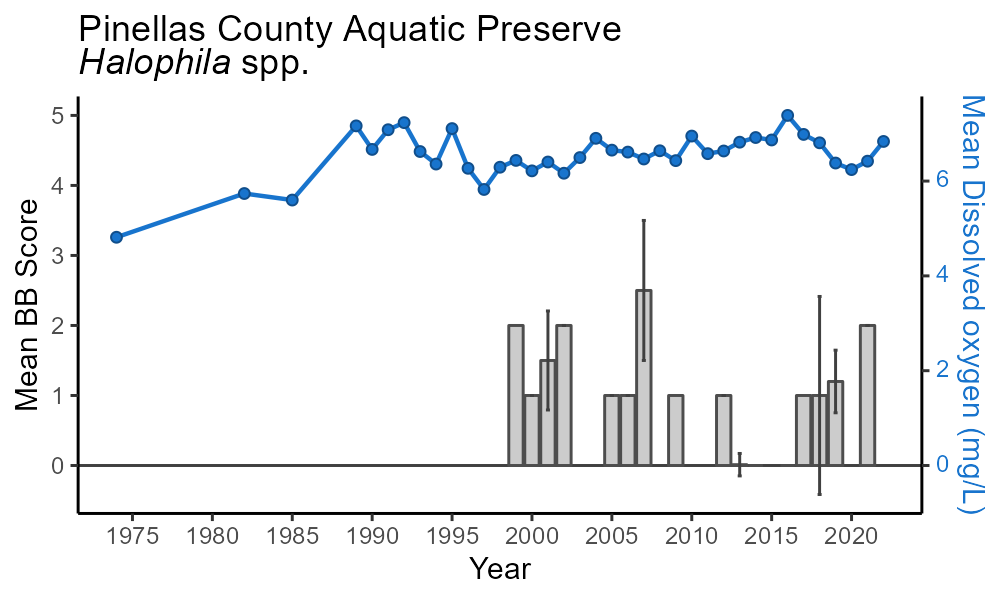 Pinellas County Aquatic Preserve
Halophila spp.
Mean BB Score
5
4
3
2
1
0
Mean Dissolved oxygen (mg/L)
6
4
2
0
1975 1980 1985 1990 1995 2000 2005 2010 2015 2020
Year